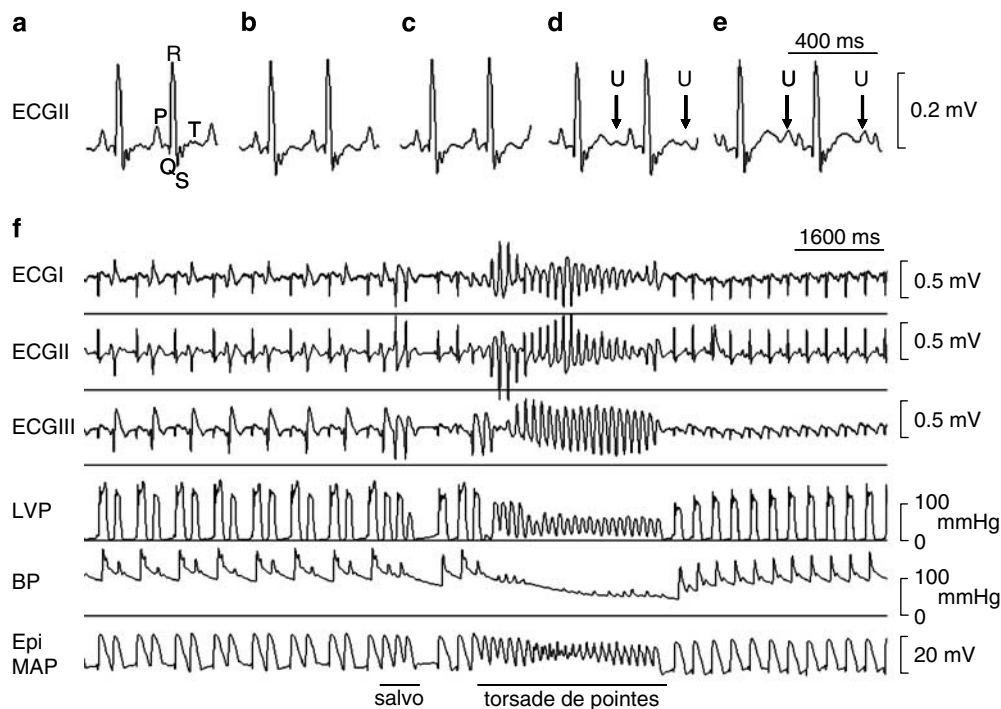 a b c d e
400 ms
R
U U U U
ECGII
P
T
0.2 mV
Q
S
f
1600 ms
ECGI
0.5 mV
ECGII
0.5 mV
ECGIII
0.5 mV
LVP
100
mmHg
0
BP
100
mmHg
0
Epi
MAP
20 mV
salvo torsade de pointes